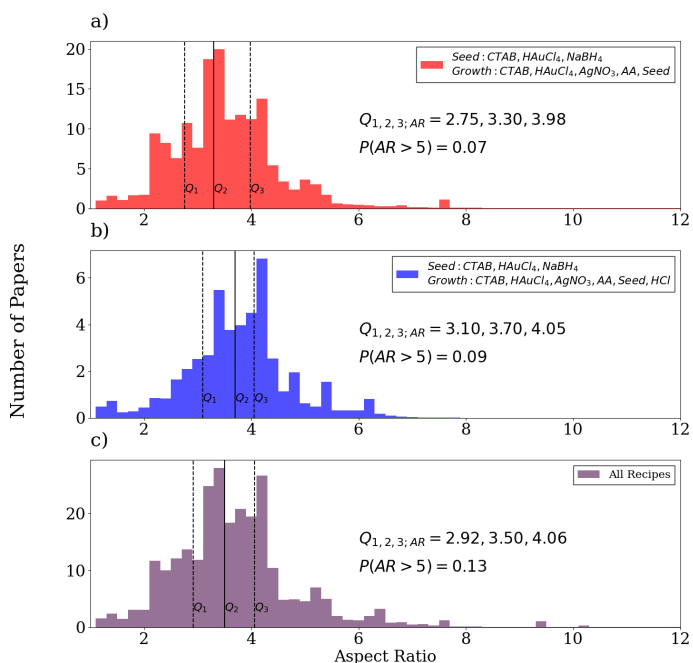 a)
Seed : CTAB, HAuCl₄, NaBH₄
Growth : CTAB, HAuCl₄, AgNO₃, AA, Seed
20
15
10
5
0
Q₁,₂,₃; AR = 2.75, 3.30, 3.98
P(AR > 5) = 0.07
Q₁ Q₂ Q₃
2 4 6 8 10 12
b)
Seed : CTAB, HAuCl₄, NaBH₄
Growth : CTAB, HAuCl₄, AgNO₃, AA, Seed, HCl
6
4
2
0
Q₁,₂,₃; AR = 3.10, 3.70, 4.05
P(AR > 5) = 0.09
Q₁ Q₂ Q₃
2 4 6 8 10 12
Number of Papers
c)
All Recipes
20
10
0
Q₁,₂,₃; AR = 2.92, 3.50, 4.06
P(AR > 5) = 0.13
Q₁ Q₂ Q₃
2 4 6 8 10 12
Aspect Ratio